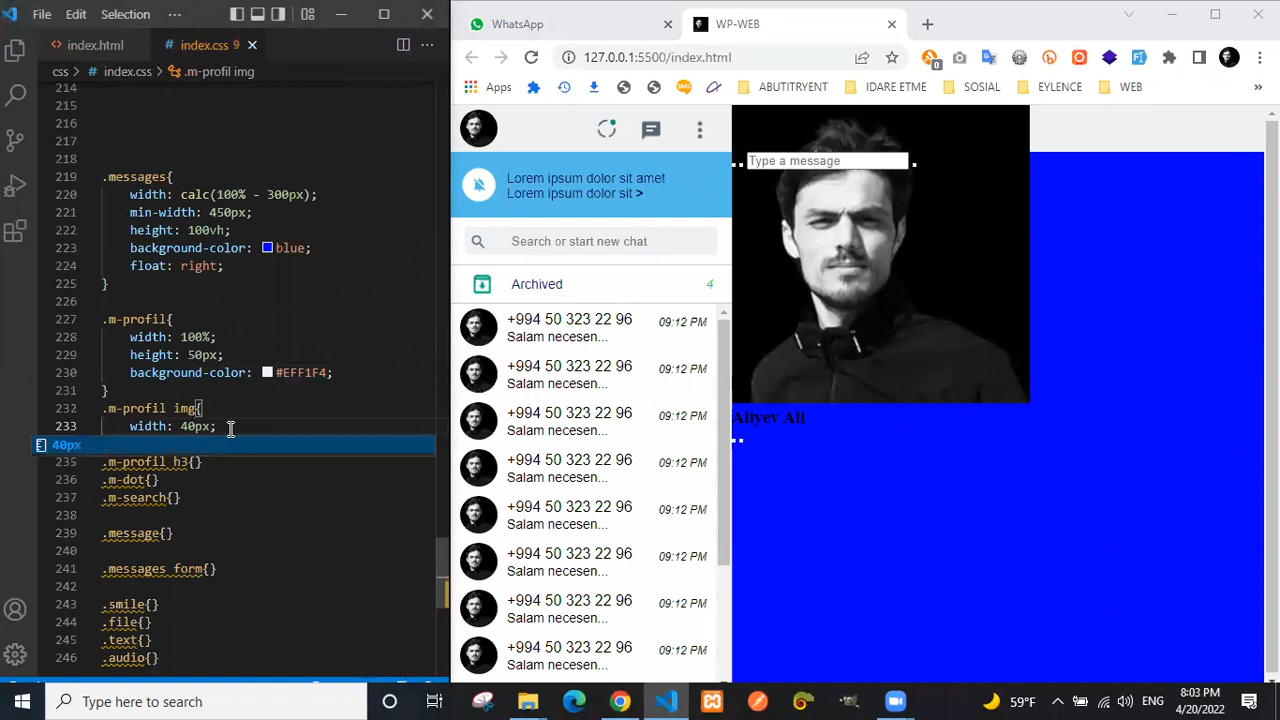 File Edit ...
index.html
index.css 9
css > index.css > .m-profil img
214
215
216
217
218
219 .messages{
220 width: calc(100% - 300px);
221 min-width: 450px;
222 height: 100vh;
223 background-color: blue;
224 float: right;
225 }
226
227 .m-profil{
228 width: 100%;
229 height: 50px;
230 background-color: #EFF1F4;
231 }
232 .m-profil img{
233 width: 40px;
40px
235 .m-profil h3{}
236 .m-dot{}
237 .m-search{}
238
239 .message{}
240
241 .messages form{}
242
243 .smile{}
244 .file{}
245 .text{}
246 .audio{}
WhatsApp
WP-WEB
127.0.0.1:5500/index.html
0
Apps
SMS
ABUTITRYENT
IDARE ETME
SOSIAL
EYLENCE
WEB
»
Lorem ipsum dolor sit amet
Lorem ipsum dolor sit >
Search or start new chat
Archived 4
+994 50 323 22 96 09:12 PM
Salam necesen...
+994 50 323 22 96 09:12 PM
Salam necesen...
+994 50 323 22 96 09:12 PM
Salam necesen...
+994 50 323 22 96 09:12 PM
Salam necesen...
+994 50 323 22 96 09:12 PM
Salam necesen...
+994 50 323 22 96 09:12 PM
Salam necesen...
+994 50 323 22 96 09:12 PM
Salam necesen...
+994 50 323 22 96 09:12 PM
Salam necesen...
Type a message
Aliyev Ali
Type here to search
59°F
ENG
8:03 PM
4/20/2022